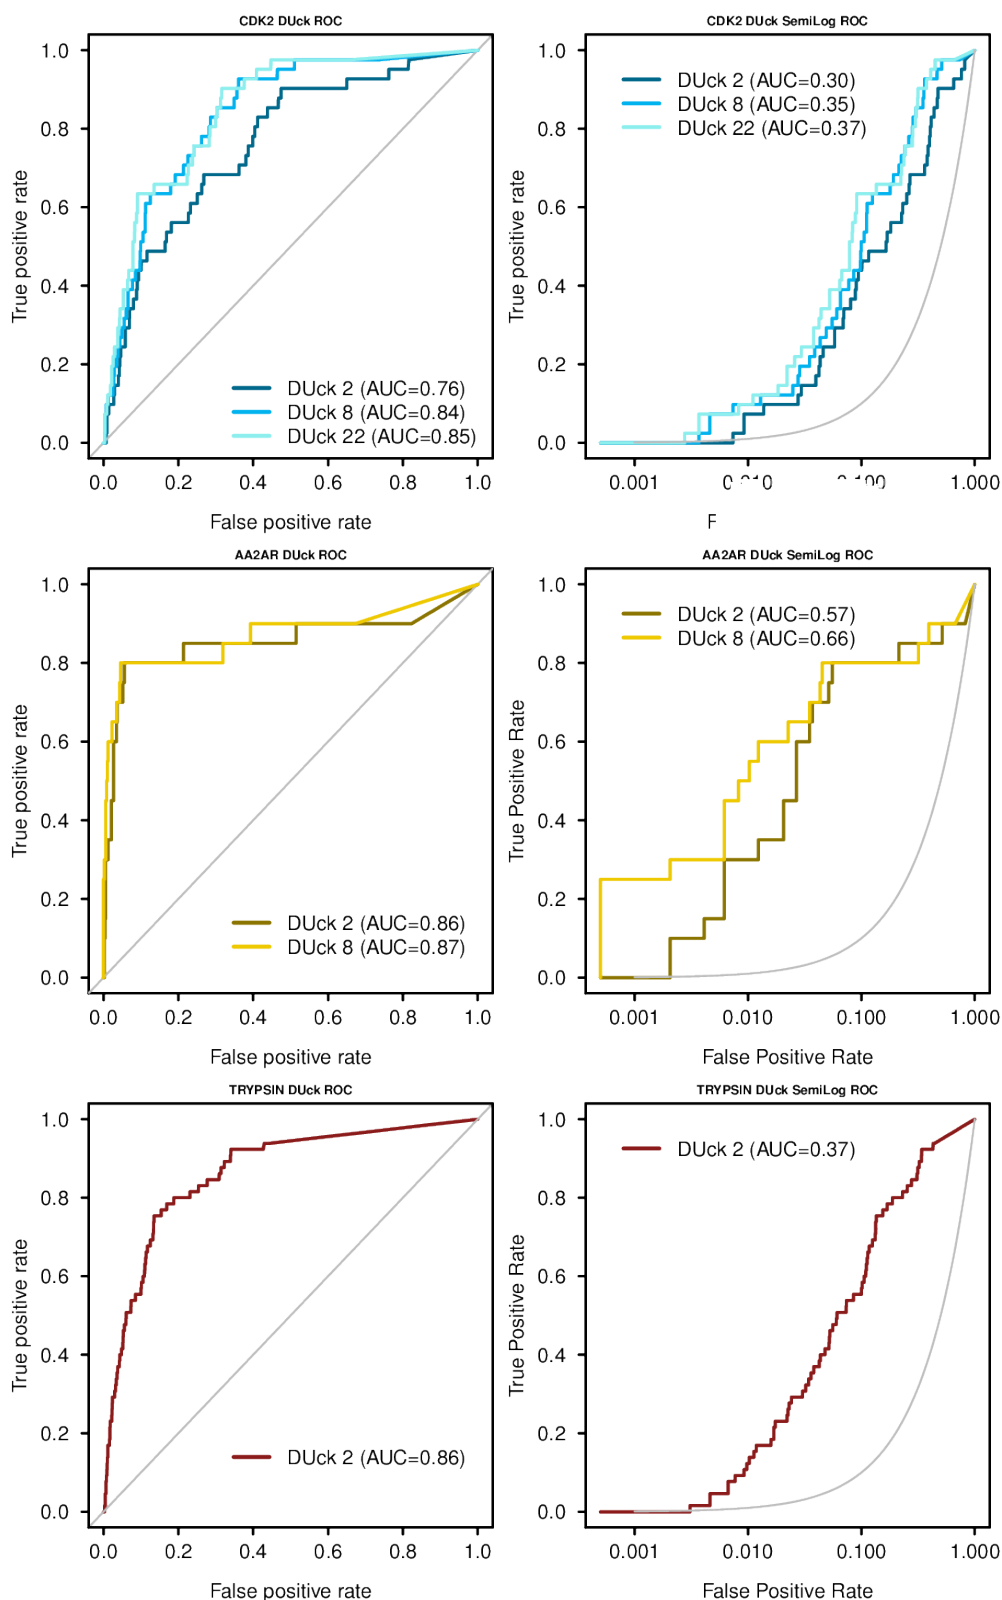 CDK2 DUck ROC
True positive rate
1.0
0.8
0.6
0.4
0.2
0.0
DUck 2 (AUC=0.76)
DUck 8 (AUC=0.84)
DUck 22 (AUC=0.85)
0.0 0.2 0.4 0.6 0.8 1.0
False positive rate
CDK2 DUck SemiLog ROC
True positive rate
1.0
0.8
0.6
0.4
0.2
0.0
DUck 2 (AUC=0.30)
DUck 8 (AUC=0.35)
DUck 22 (AUC=0.37)
0.001 0.010 0.100 1.000
F
AA2AR DUck ROC
True positive rate
1.0
0.8
0.6
0.4
0.2
0.0
DUck 2 (AUC=0.86)
DUck 8 (AUC=0.87)
0.0 0.2 0.4 0.6 0.8 1.0
False positive rate
AA2AR DUck SemiLog ROC
True Positive Rate
1.0
0.8
0.6
0.4
0.2
0.0
DUck 2 (AUC=0.57)
DUck 8 (AUC=0.66)
0.001 0.010 0.100 1.000
False Positive Rate
TRYPSIN DUck ROC
True positive rate
1.0
0.8
0.6
0.4
0.2
0.0
DUck 2 (AUC=0.86)
0.0 0.2 0.4 0.6 0.8 1.0
False positive rate
TRYPSIN DUck SemiLog ROC
True Positive Rate
1.0
0.8
0.6
0.4
0.2
0.0
DUck 2 (AUC=0.37)
0.001 0.010 0.100 1.000
False Positive Rate